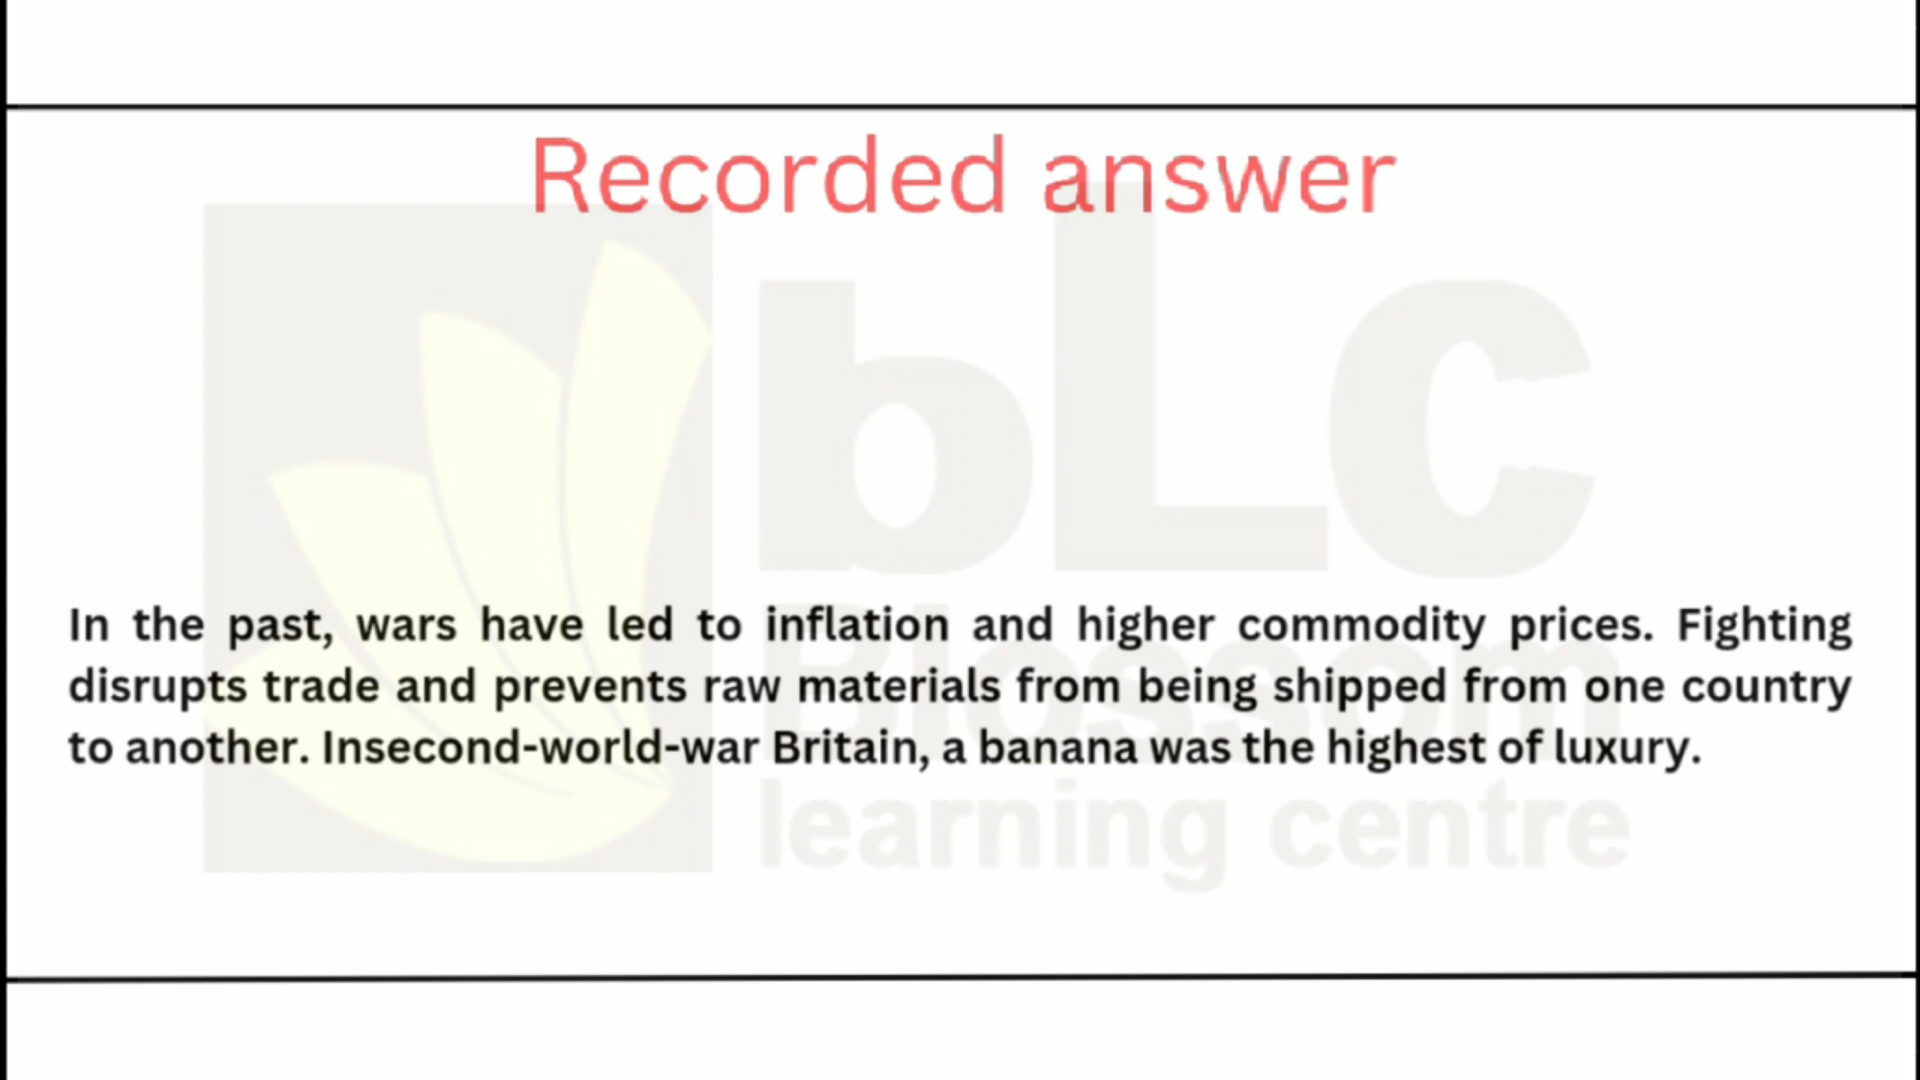 Recorded answer
bLc
Blossom
learning centre
In the past, wars have led to inflation and higher commodity prices. Fighting
disrupts trade and prevents raw materials from being shipped from one country
to another. Insecond-world-war Britain, a banana was the highest of luxury.